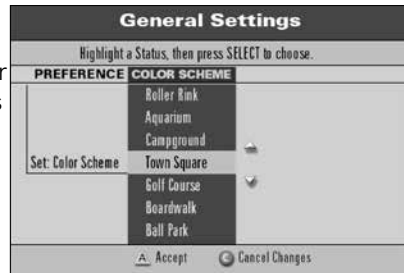 General Settings
Highlight a Status, then press SELECT to choose.
PREFERENCE COLOR SCHEME
r
s
Roller Rink
Aquarium
Campground
Set: Color Scheme Town Square
Golf Course
Boardwalk
Ball Park
A Accept C Cancel Changes